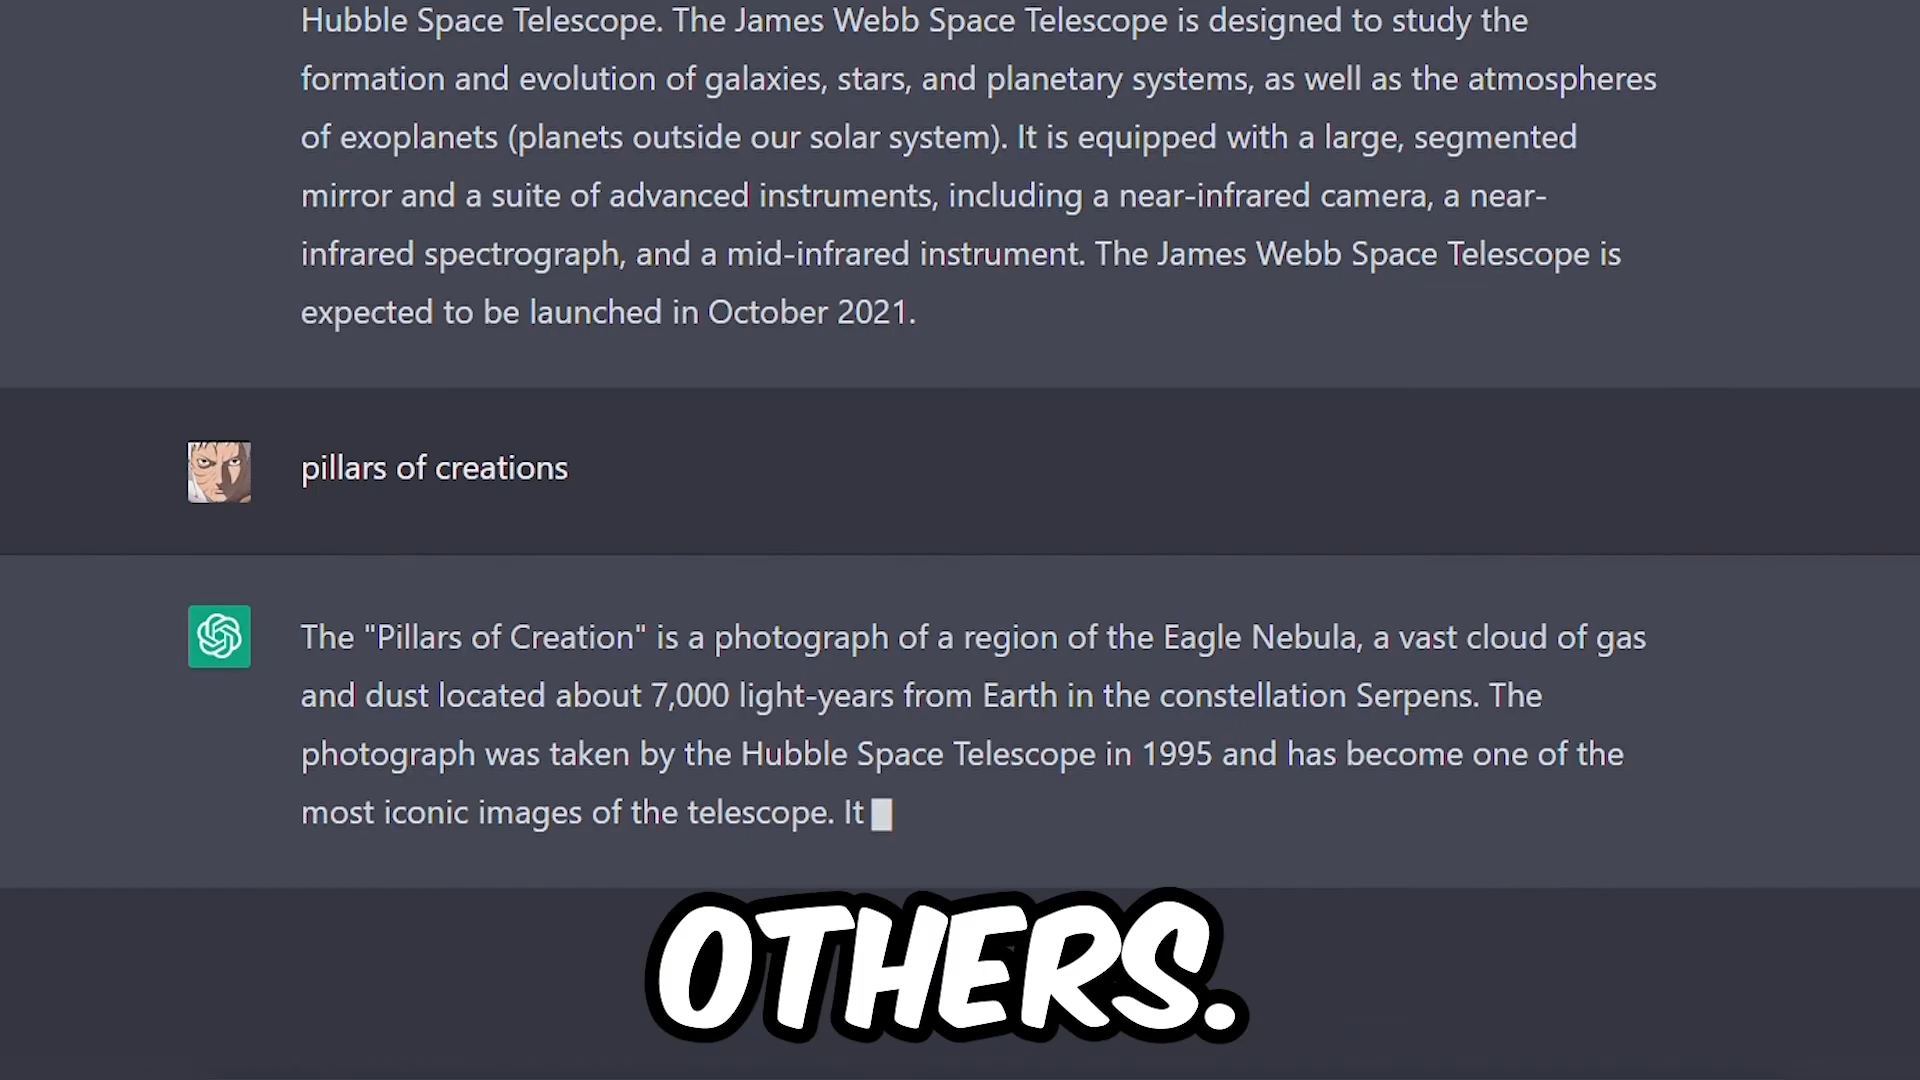 Hubble Space Telescope. The James Webb Space Telescope is designed to study the
formation and evolution of galaxies, stars, and planetary systems, as well as the atmospheres
of exoplanets (planets outside our solar system). It is equipped with a large, segmented
mirror and a suite of advanced instruments, including a near-infrared camera, a near-
infrared spectrograph, and a mid-infrared instrument. The James Webb Space Telescope is
expected to be launched in October 2021.
pillars of creations
The "Pillars of Creation" is a photograph of a region of the Eagle Nebula, a vast cloud of gas
and dust located about 7,000 light-years from Earth in the constellation Serpens. The
photograph was taken by the Hubble Space Telescope in 1995 and has become one of the
most iconic images of the telescope. It
OTHERS.